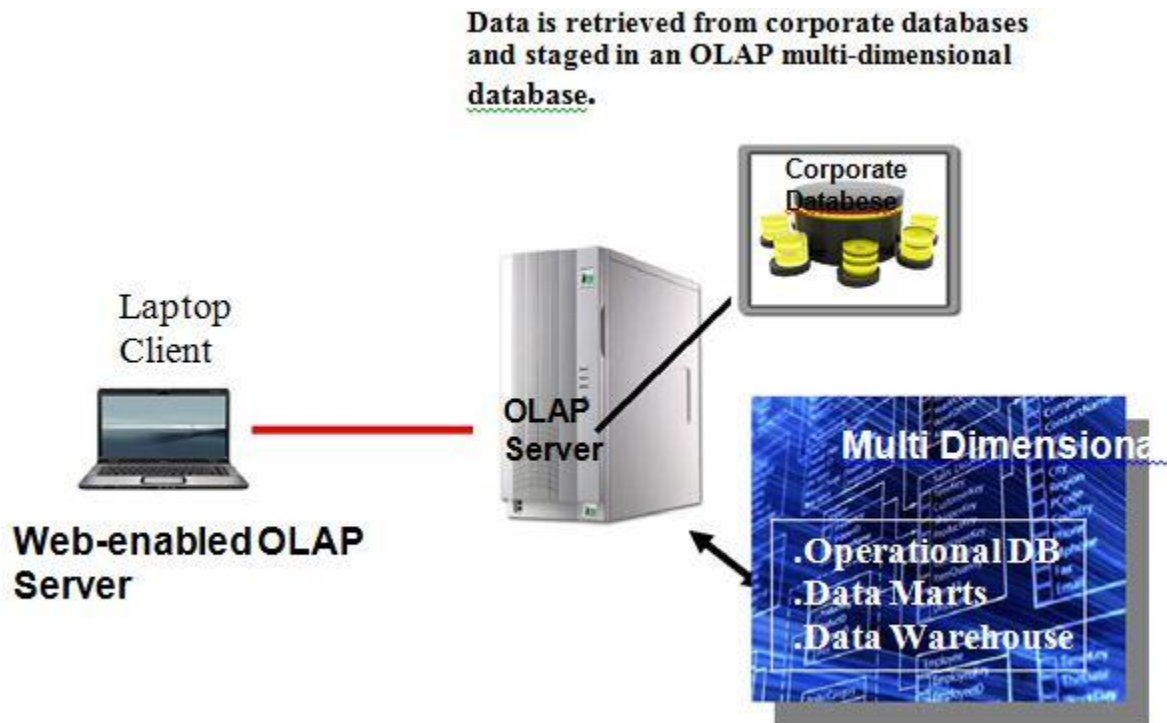 Data is retrieved from corporate databases
and staged in an OLAP multi-dimensional
database.
Corporate
Databese
Laptop
Client
OLAP
Server
Multi Dimensiona
Web-enabled OLAP
Server
.Operational DB
.Data Marts
.Data Warehouse